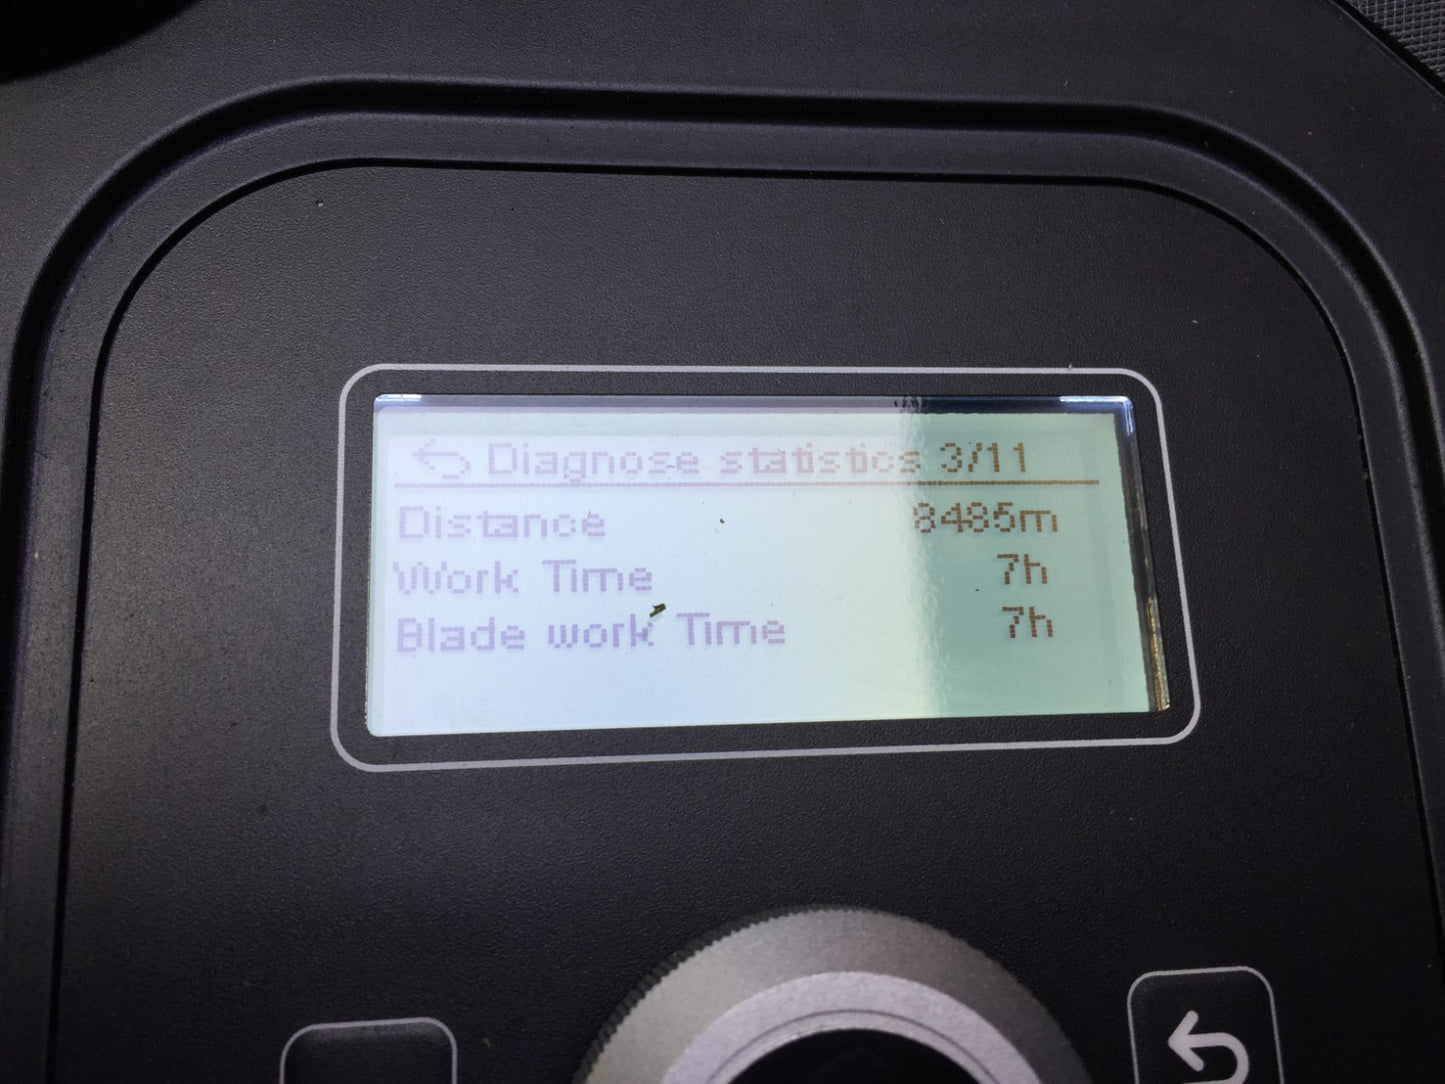 Diagnose statistics 3/11
Distance 8485m
Work Time 7h
Blade work Time 7h